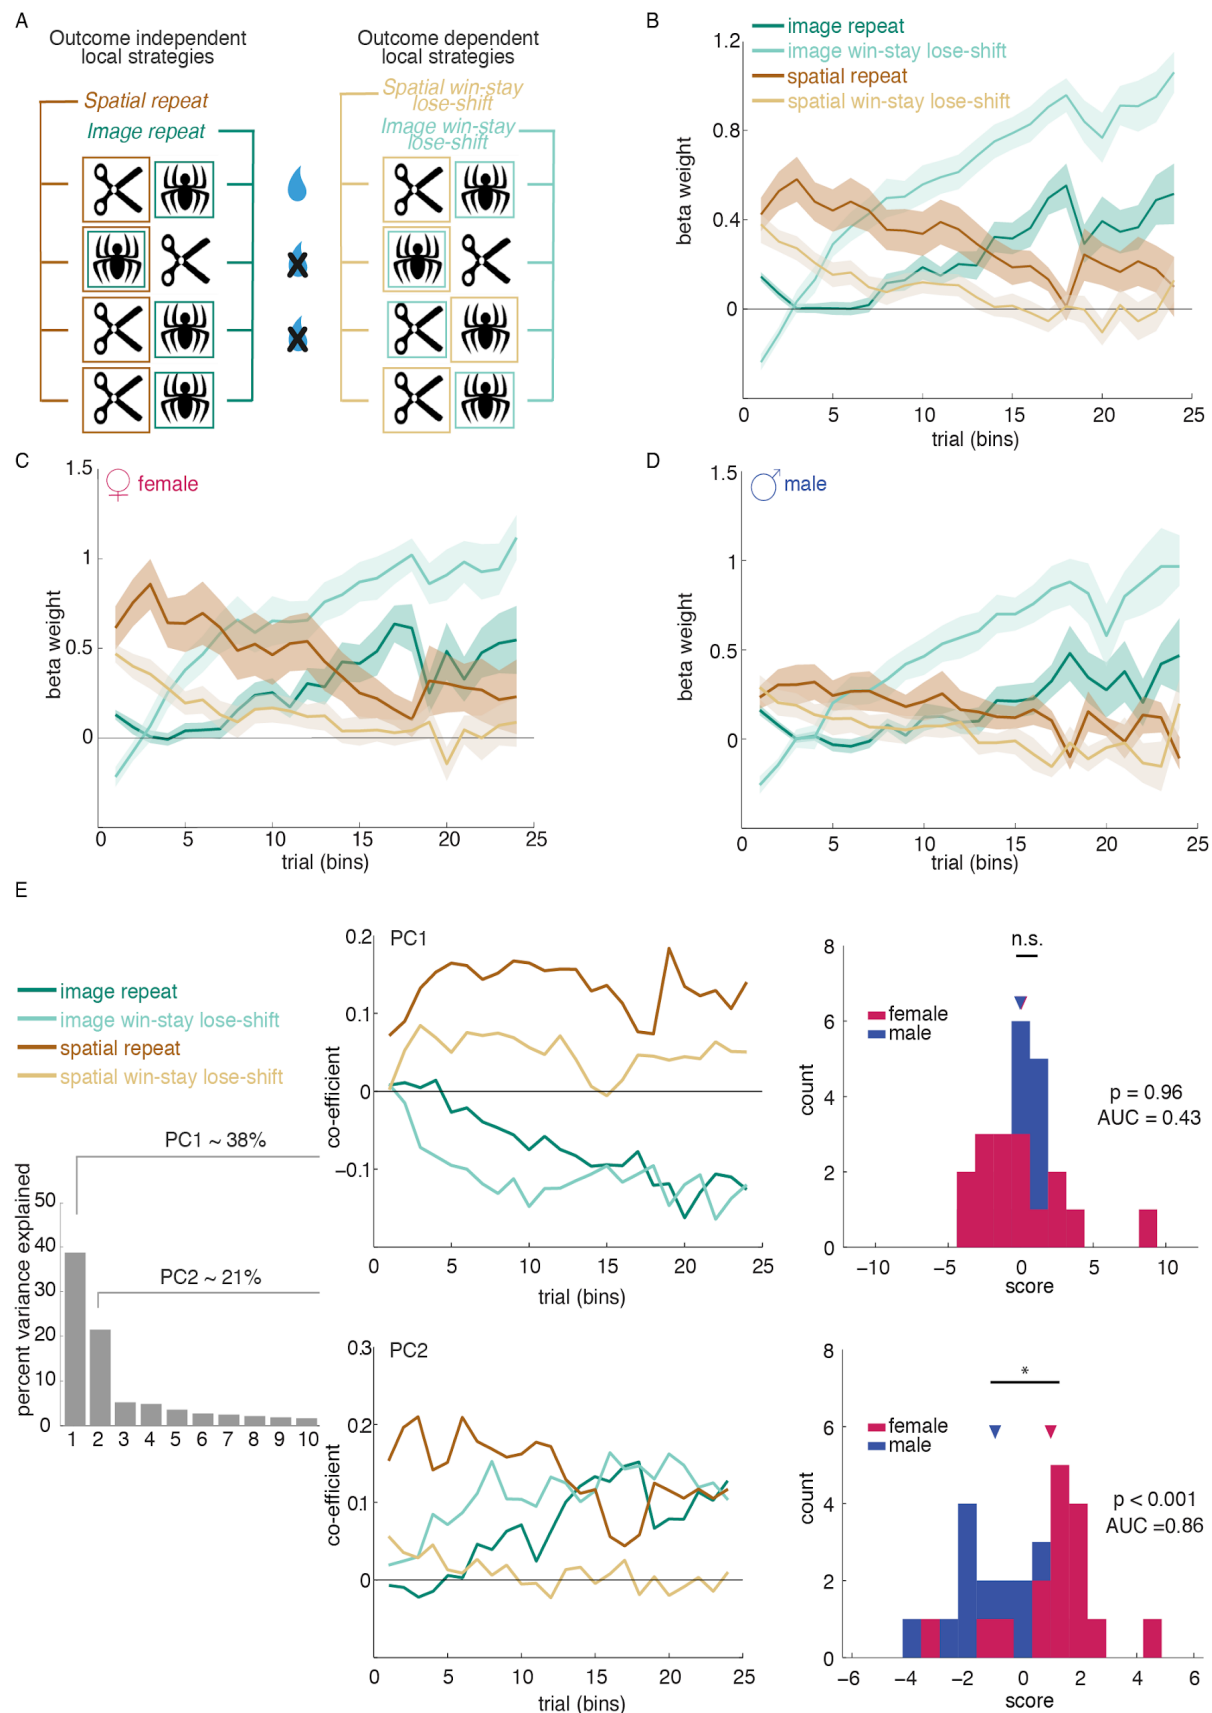 A
Outcome independent
local strategies
Outcome dependent
local strategies
Spatial repeat
Image repeat
Spatial win-stay
lose-shift
Image win-stay
lose-shift
B
image repeat
image win-stay lose-shift
spatial repeat
spatial win-stay lose-shift
1.2
0.8
0.4
0
beta weight
5
10
15
20
25
0
trial (bins)
C
female
1.5
1
0.5
0
beta weight
0
5
10
15
20
25
trial (bins)
D
male
1.5
1
0.5
0
beta weight
0
5
10
15
20
25
trial (bins)
E
image repeat
image win-stay lose-shift
spatial repeat
spatial win-stay lose-shift
PC1 ~ 38%
PC2 ~ 21%
percent variance explained
50
40
30
20
10
0
1 2 3 4 5 6 7 8 9 10
PC1
0.2
0.1
0
−0.1
co-efficient
0
5
10
15
20
25
trial (bins)
n.s.
female
male
p = 0.96
AUC = 0.43
8
6
4
2
0
count
−10
−5
0
5
10
score
PC2
0.3
0.2
01
0
co-efficient
0
5
10
15
20
25
trial (bins)
*
female
male
p < 0.001
AUC =0.86
8
6
4
2
0
count
−6
−4
−2
0
2
4
6
score